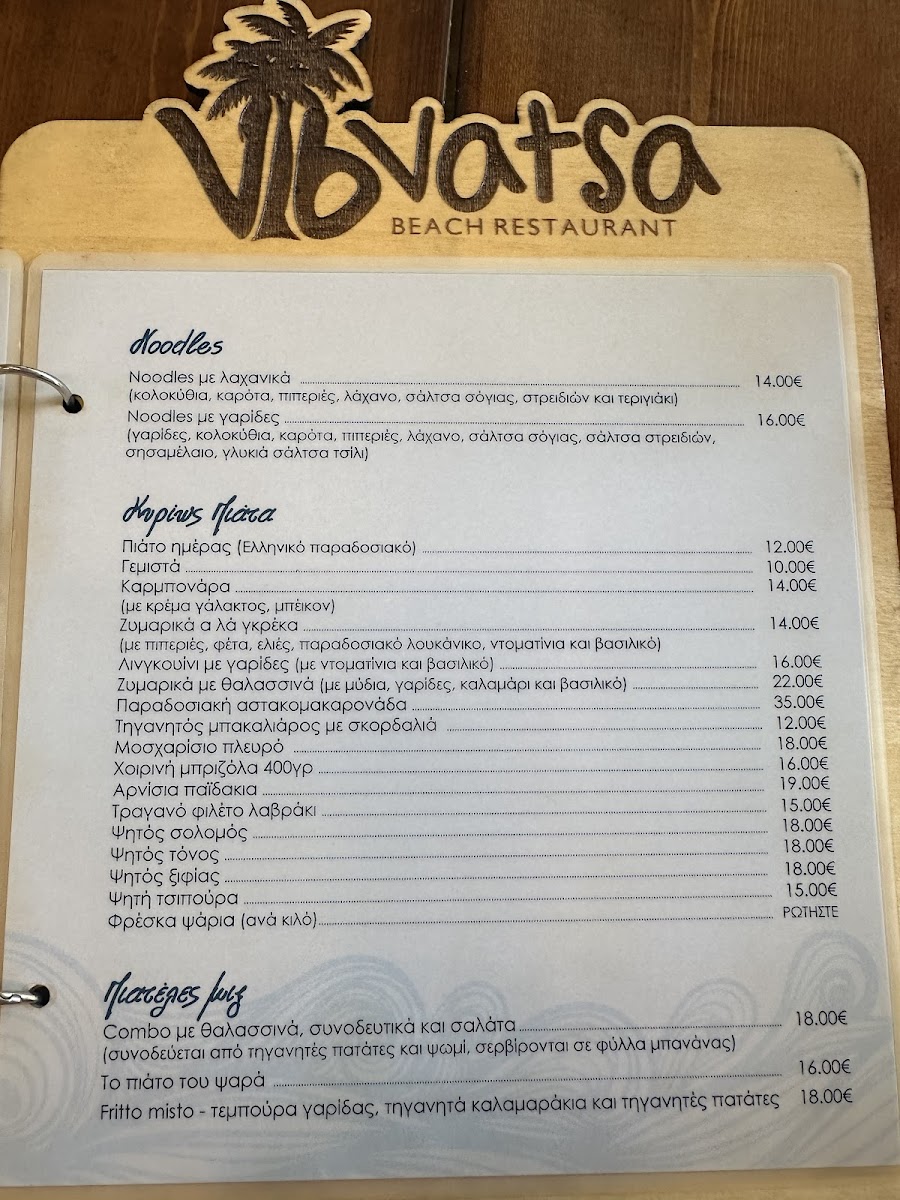 Vibvatsa
BEACH RESTAURANT
Noodles
Noodles με λαχανικά ........ 14.00€
(κολοκύθια, καρότα, πιπεριές, λάχανο, σάλτσα σόγιας, στρειδιών και τεριγιάκι)
Noodles με γαρίδες ........ 16.00€
(γαρίδες, κολοκύθια, καρότα, πιπεριές, λάχανο, σάλτσα σόγιας, σάλτσα στρειδιών,
σησαμέλαιο, γλυκιά σάλτσα τσίλι)
Κυρίως Πιάτα
Πιάτο ημέρας (Ελληνικό παραδοσιακό) ........ 12.00€
Γεμιστά ........ 10.00€
Καρμπονάρα ........ 14.00€
(με κρέμα γάλακτος, μπέικον)
Ζυμαρικά α λά γκρέκα ........ 14.00€
(με πιπεριές, φέτα, ελιές, παραδοσιακό λουκάνικο, ντοματίνια και βασιλικό)
Λινγκουίνι με γαρίδες (με ντοματίνια και βασιλικό) ........ 16.00€
Ζυμαρικά με θαλασσινά (με μύδια, γαρίδες, καλαμάρι και βασιλικό) ........ 22.00€
Παραδοσιακή αστακομακαρονάδα ........ 35.00€
Τηγανητός μπακαλιάρος με σκορδαλιά ........ 12.00€
Μοσχαρίσιο πλευρό ........ 18.00€
Χοιρινή μπριζόλα 400γρ ........ 16.00€
Αρνίσια παϊδακια ........ 19.00€
Τραγανό φιλέτο λαβράκι ........ 15.00€
Ψητός σολομός ........ 18.00€
Ψητός τόνος ........ 18.00€
Ψητός ξιφίας ........ 18.00€
Ψητή τσιπούρα ........ 15.00€
Φρέσκα ψάρια (ανά κιλό) ........ ΡΩΤΗΣΤΕ
Πιατέλες μιξ
Combo με θαλασσινά, συνοδευτικά και σαλάτα ........ 18.00€
(συνοδεύεται από τηγανητές πατάτες και ψωμί, σερβίρονται σε φύλλα μπανάνας)
Το πιάτο του ψαρά ........ 16.00€
Fritto misto - τεμπούρα γαρίδας, τηγανητά καλαμαράκια και τηγανητές πατάτες 18.00€